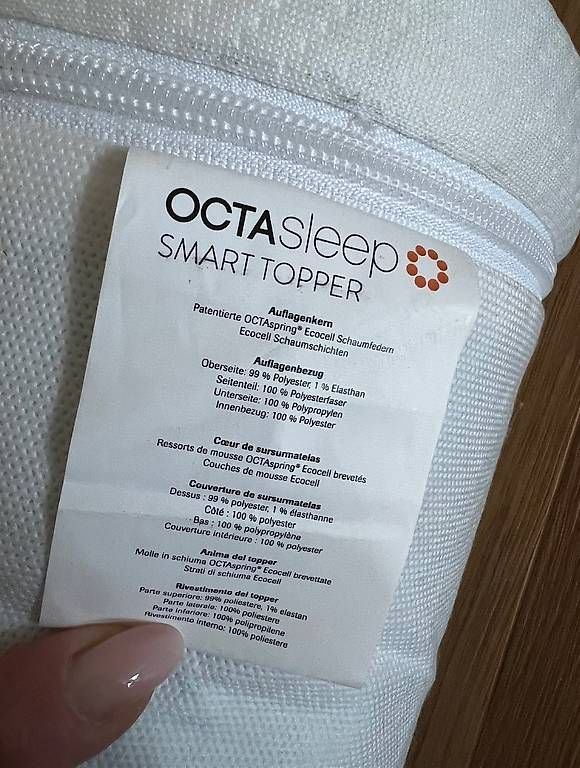 OCTAsleep
SMART TOPPER
Auflagenkern
Patentierte OCTAspring® Ecocell Schaumfedern
Ecocell Schaumschichten
Auflagenbezug
Oberseite: 99 % Polyester, 1 % Elasthan
Seitenteil: 100 % Polyesterfaser
Unterseite: 100 % Polypropylen
Innenbezug: 100 % Polyester
Cœur de sursurmatelas
Ressorts de mousse OCTAspring® Ecocell brevetés
Couches de mousse Ecocell
Couverture de sursurmatelas
Dessus : 99 % polyester, 1 % élasthanne
Côté : 100 % polyester
Bas : 100 % polypropylène
Couverture intérieure : 100 % polyester
Anima del topper
Molle in schiuma OCTAspring® Ecocell brevettate
Strati di schiuma Ecocell
Rivestimento del topper
Parte superiore: 99% poliestere, 1% elastan
Parte laterale: 100% poliestere
Parte inferiore: 100% polipropilene
Rivestimento interno: 100% poliestere